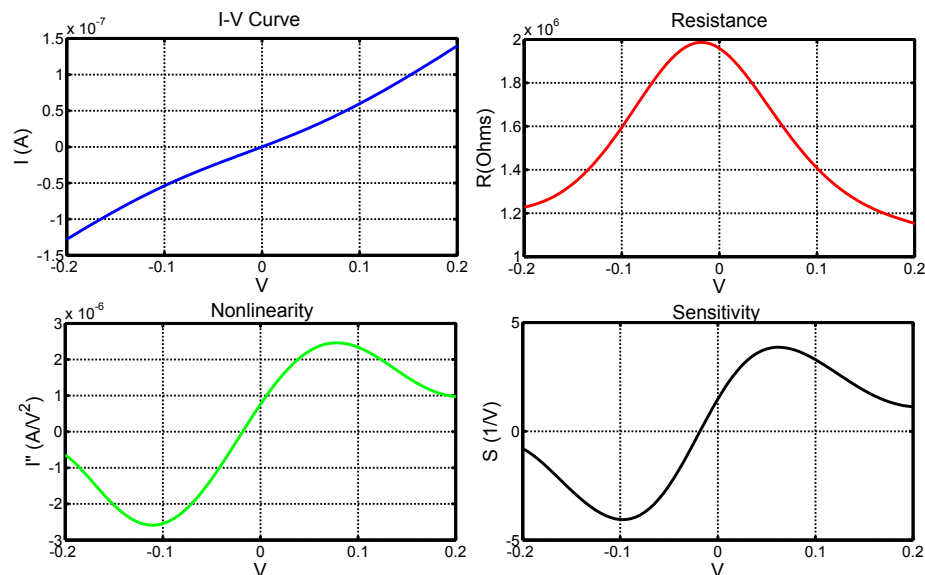 I-V Curve
x 10^-7
1.5
1
0.5
0
-0.5
-1
-1.5
I (A)
-0.2 -0.1 0 0.1 0.2
V
Resistance
x 10^6
2
1.8
1.6
1.4
1.2
1
R(Ohms)
-0.2 -0.1 0 0.1 0.2
V
Nonlinearity
x 10^-6
3
2
1
0
-1
-2
-3
I" (A/V^2)
-0.2 -0.1 0 0.1 0.2
V
Sensitivity
5
0
-5
S (1/V)
-0.2 -0.1 0 0.1 0.2
V